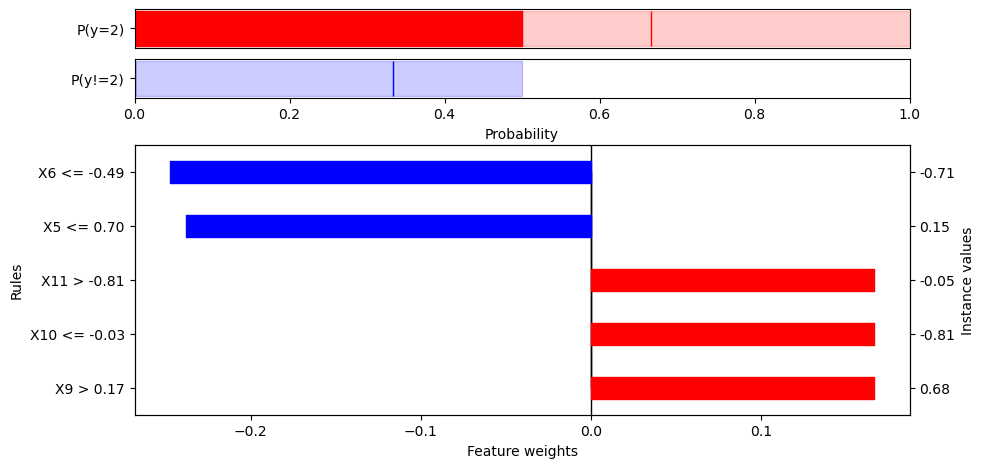 P(y=2)
P(y!=2)
0.0 0.2 0.4 0.6 0.8 1.0
Probability
X6 <= -0.49 -0.71
X5 <= 0.70 0.15
X11 > -0.81 -0.05
X10 <= -0.03 -0.81
X9 > 0.17 0.68
Rules
Instance values
−0.2 −0.1 0.0 0.1
Feature weights